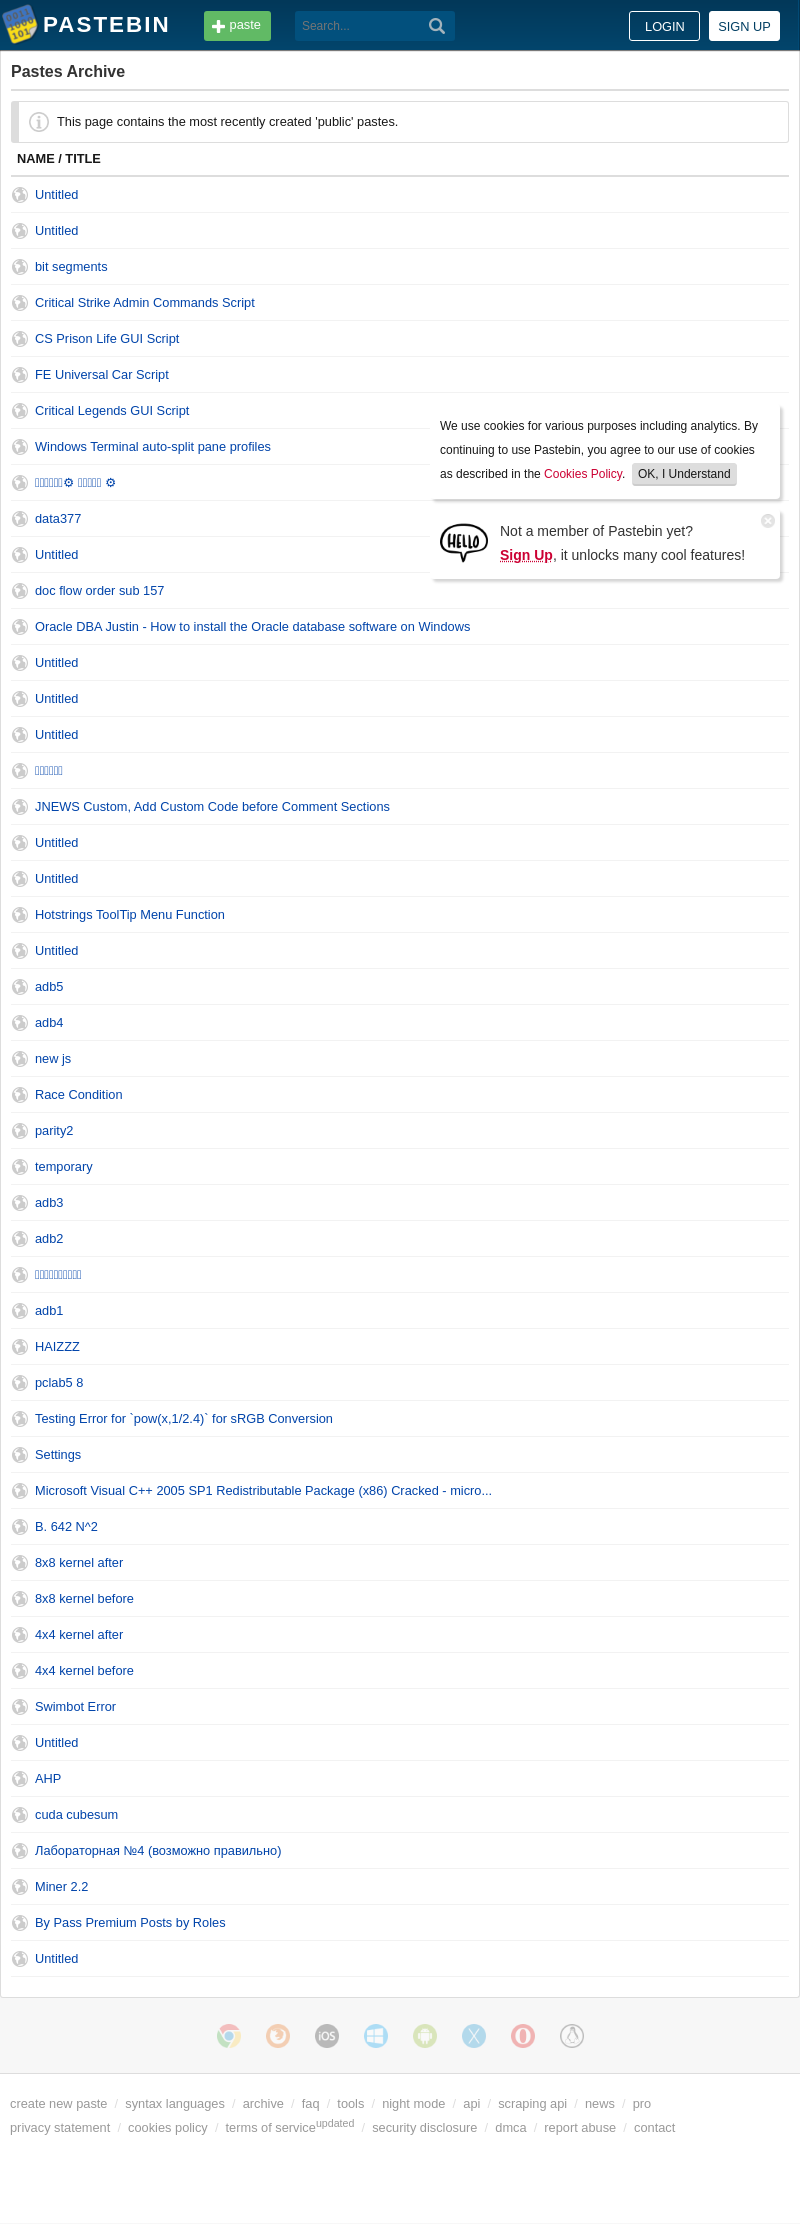 PASTEBIN
paste
Search...
LOGIN
SIGN UP
Pastes Archive
This page contains the most recently created 'public' pastes.
NAME / TITLE
Untitled
Untitled
bit segments
Critical Strike Admin Commands Script
CS Prison Life GUI Script
FE Universal Car Script
Critical Legends GUI Script
Windows Terminal auto-split pane profiles
We use cookies for various purposes including analytics. By
continuing to use Pastebin, you agree to our use of cookies
as described in the Cookies Policy. OK, I Understand
data377
Untitled
HELLO
Not a member of Pastebin yet?
Sign Up, it unlocks many cool features!
doc flow order sub 157
Oracle DBA Justin - How to install the Oracle database software on Windows
Untitled
Untitled
Untitled
JNEWS Custom, Add Custom Code before Comment Sections
Untitled
Untitled
Hotstrings ToolTip Menu Function
Untitled
adb5
adb4
new js
Race Condition
parity2
temporary
adb3
adb2
adb1
HAIZZZ
pclab5 8
Testing Error for `pow(x,1/2.4)` for sRGB Conversion
Settings
Microsoft Visual C++ 2005 SP1 Redistributable Package (x86) Cracked - micro...
B. 642 N^2
8x8 kernel after
8x8 kernel before
4x4 kernel after
4x4 kernel before
Swimbot Error
Untitled
AHP
cuda cubesum
Лабораторная №4 (возможно правильно)
Miner 2.2
By Pass Premium Posts by Roles
Untitled
iOS
create new paste / syntax languages / archive / faq / tools / night mode / api / scraping api / news / pro
privacy statement / cookies policy / terms of service updated / security disclosure / dmca / report abuse / contact